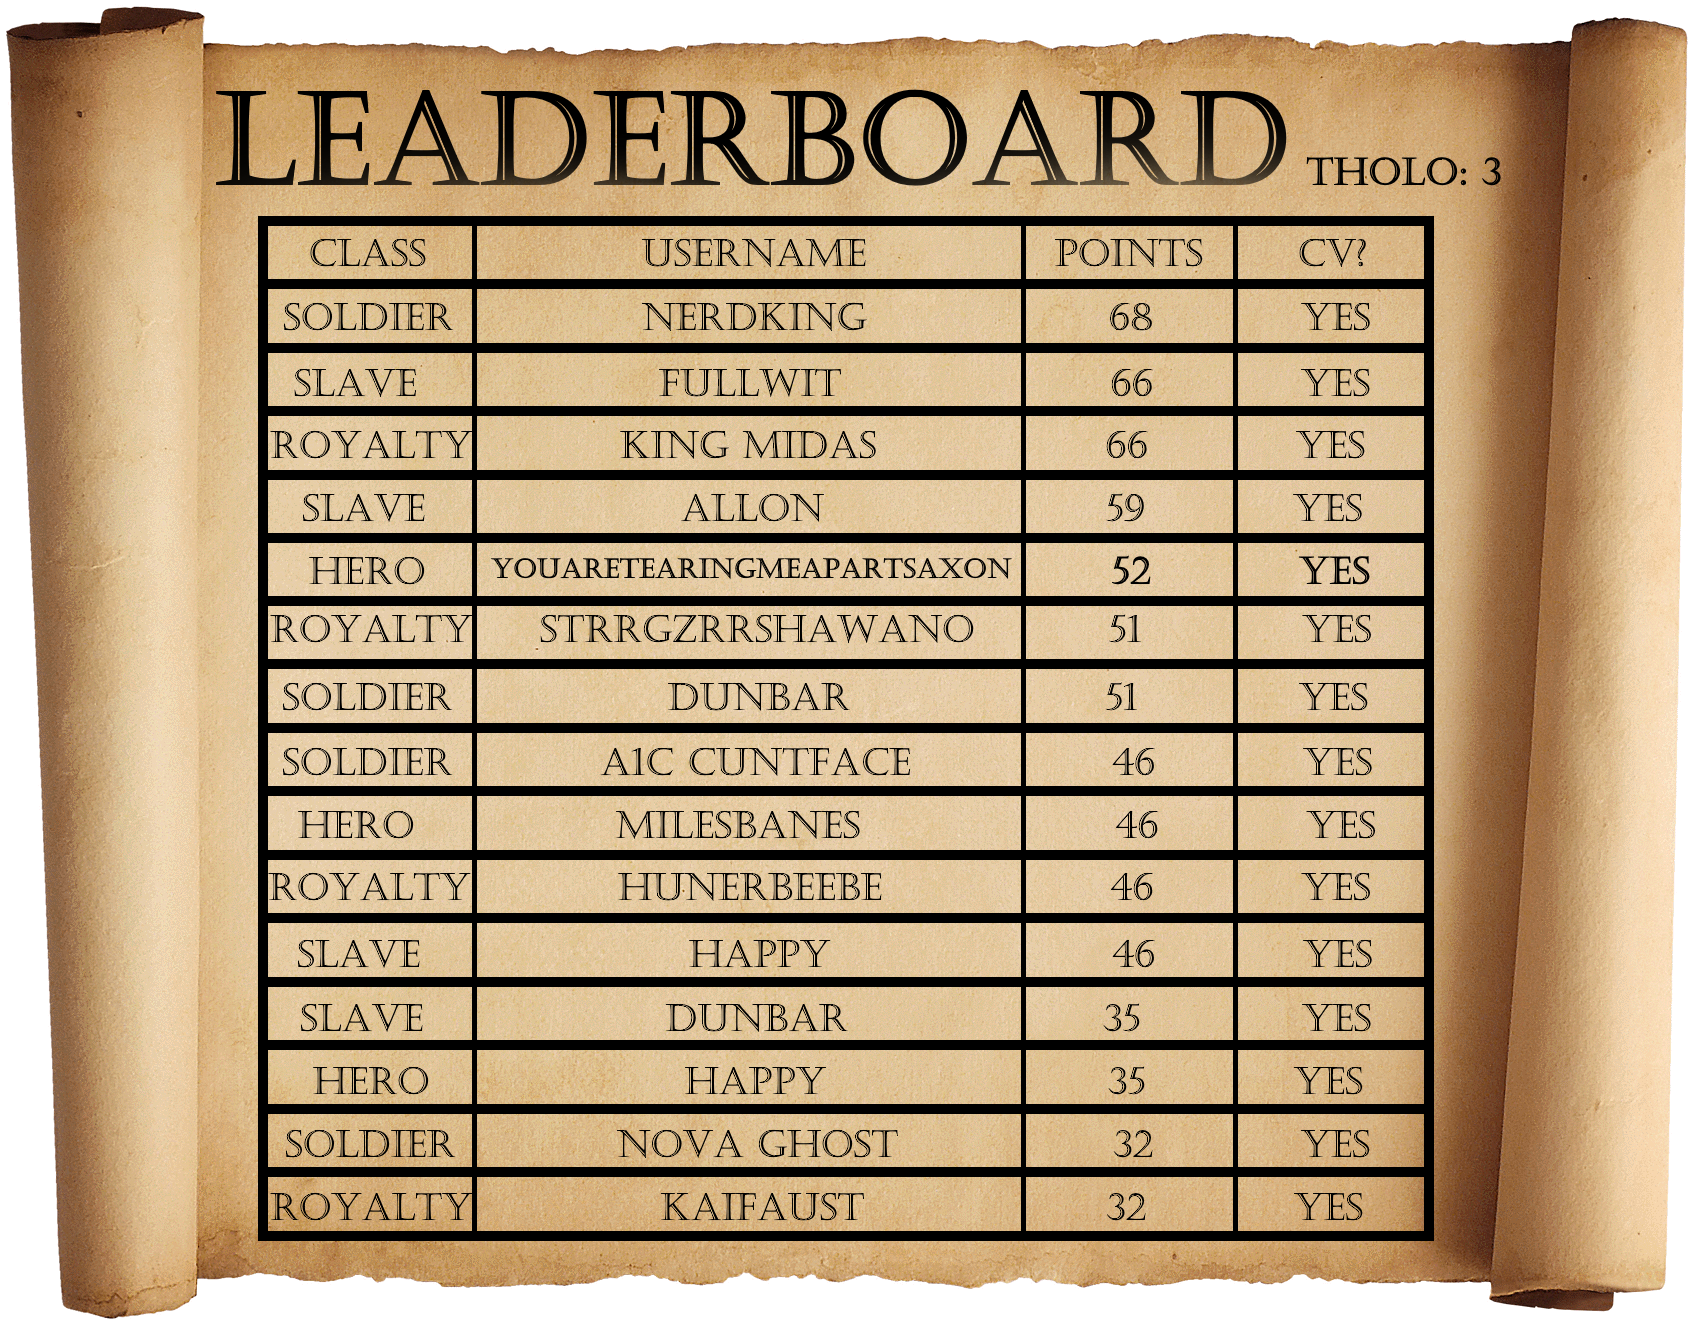 LEADERBOARD THOLO: 3
CLASS USERNAME POINTS CV?
SOLDIER NERDKING 68 YES
SLAVE FULLWIT 66 YES
ROYALTY KING MIDAS 66 YES
SLAVE ALLON 59 YES
HERO YOUARETEARINGMEAPARTSAXON 52 YES
ROYALTY STRRGZRRSHAWANO 51 YES
SOLDIER DUNBAR 51 YES
SOLDIER A1C CUNTFACE 46 YES
HERO MILESBANES 46 YES
ROYALTY HUNERBEEBE 46 YES
SLAVE HAPPY 46 YES
SLAVE DUNBAR 35 YES
HERO HAPPY 35 YES
SOLDIER NOVA GHOST 32 YES
ROYALTY KAIFAUST 32 YES